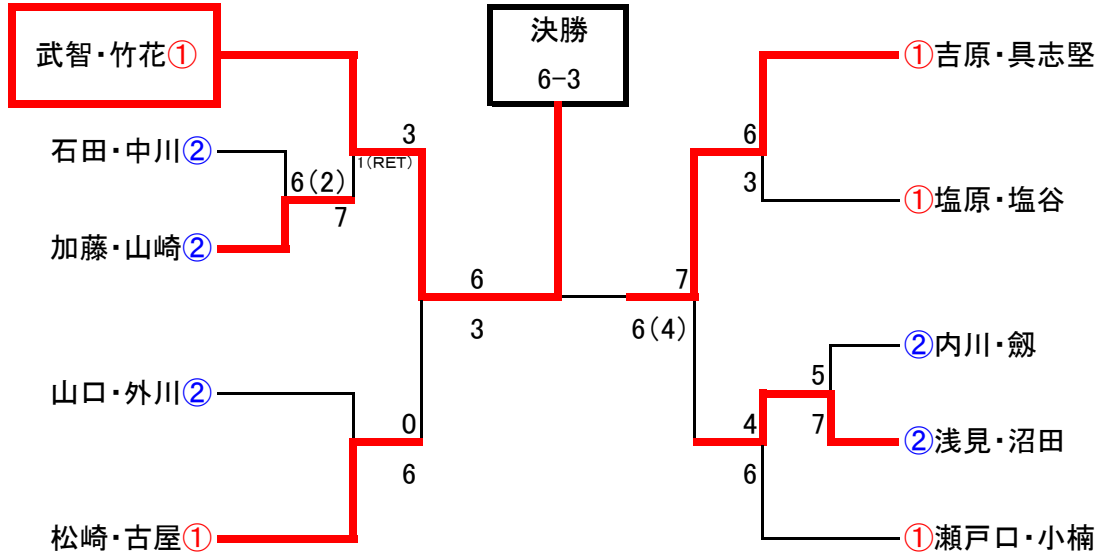 武智・竹花①
石田・中川②
加藤・山崎②
山口・外川②
松崎・古屋①
3
1(RET)
6(2)
7
6
3
0
6
決勝
6-3
7
6(4)
6
3
5
7
4
6
①吉原・具志堅
①塩原・塩谷
②内川・劔
②浅見・沼田
①瀬戸口・小楠